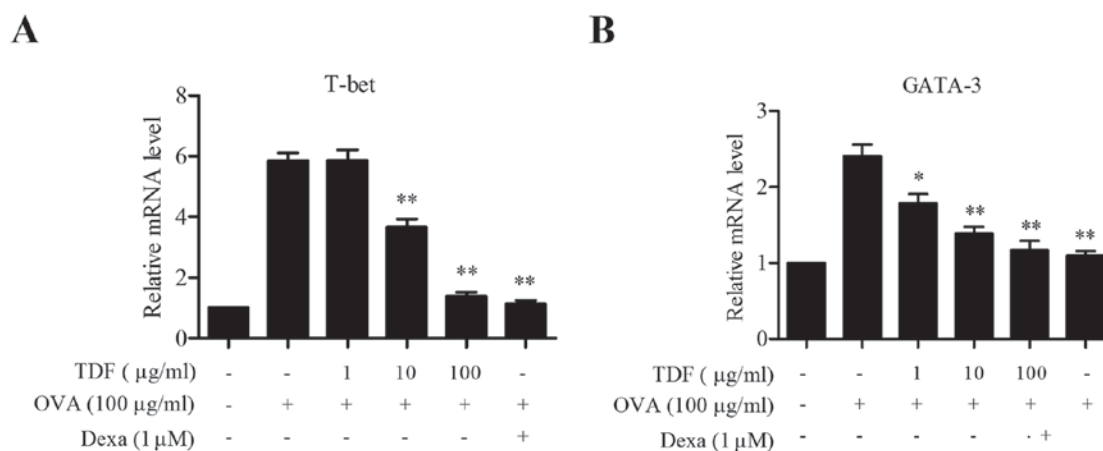 A
T-bet
Relative mRNA level
8
6
4
2
0
**
**
**
TDF ( μg/ml) - - 1 10 100 -
OVA (100 μg/ml) - + + + + +
Dexa (1 μM) - - - - - +
B
GATA-3
Relative mRNA level
3
2
1
0
*
**
**
**
TDF ( μg/ml) - - 1 10 100 -
OVA (100 μg/ml) - + + + + +
Dexa (1 μM) - - - - · +